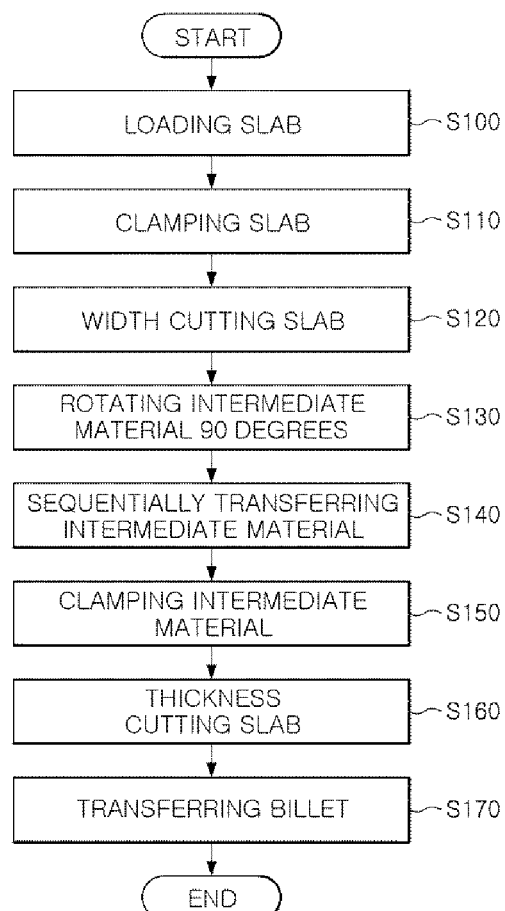 START
LOADING SLAB
S100
CLAMPING SLAB
S110
WIDTH CUTTING SLAB
S120
ROTATING INTERMEDIATE
MATERIAL 90 DEGREES
S130
SEQUENTIALLY TRANSFERRING
INTERMEDIATE MATERIAL
S140
CLAMPING INTERMEDIATE
MATERIAL
S150
THICKNESS
CUTTING SLAB
S160
TRANSFERRING BILLET
S170
END